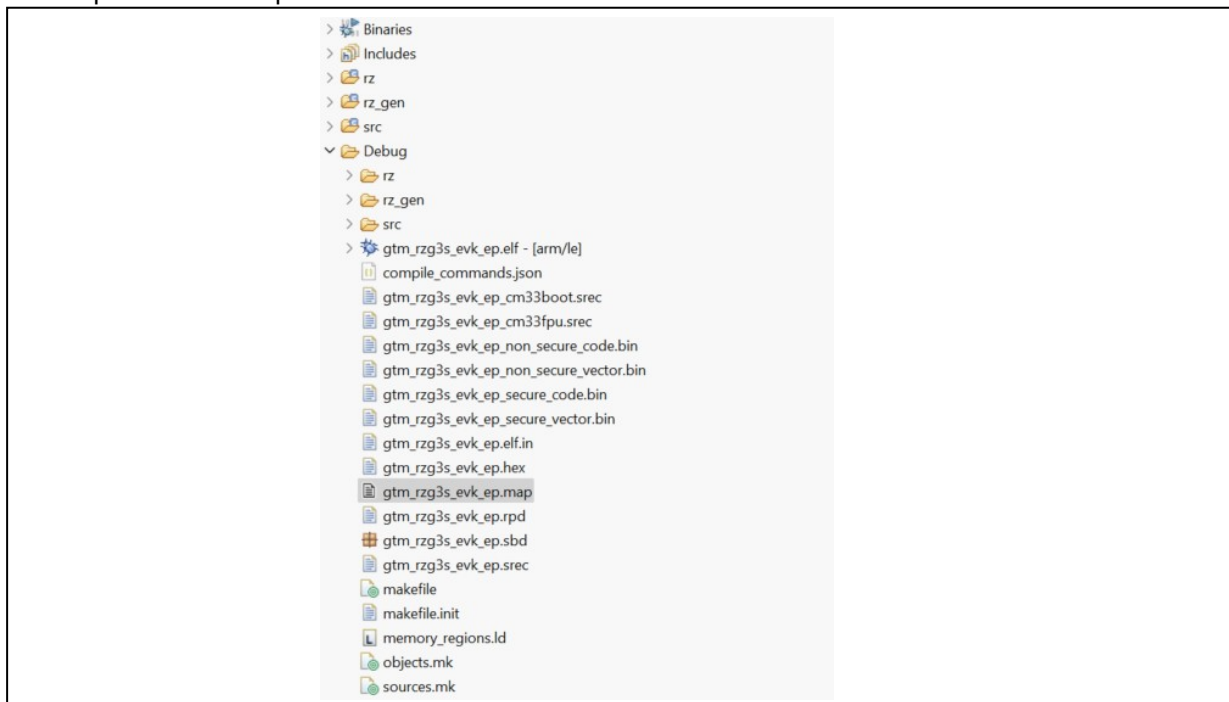 Binaries
Includes
rz
rz_gen
src
Debug
rz
rz_gen
src
gtm_rzg3s_evk_ep.elf - [arm/le]
compile_commands.json
gtm_rzg3s_evk_ep_cm33boot.srec
gtm_rzg3s_evk_ep_cm33fpu.srec
gtm_rzg3s_evk_ep_non_secure_code.bin
gtm_rzg3s_evk_ep_non_secure_vector.bin
gtm_rzg3s_evk_ep_secure_code.bin
gtm_rzg3s_evk_ep_secure_vector.bin
gtm_rzg3s_evk_ep.elf.in
gtm_rzg3s_evk_ep.hex
gtm_rzg3s_evk_ep.map
gtm_rzg3s_evk_ep.rpd
gtm_rzg3s_evk_ep.sbd
gtm_rzg3s_evk_ep.srec
makefile
makefile.init
memory_regions.ld
objects.mk
sources.mk